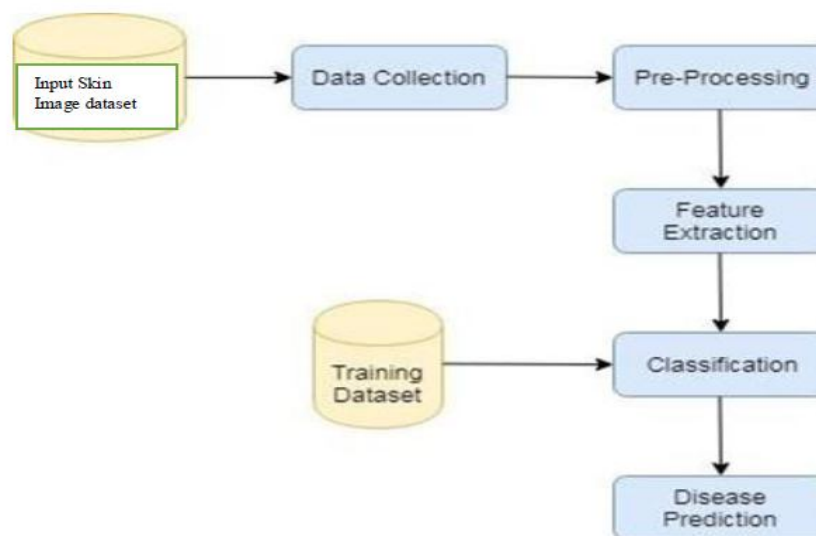 Input Skin
Image dataset
Data Collection
Pre-Processing
Feature
Extraction
Training
Dataset
Classification
Disease
Prediction